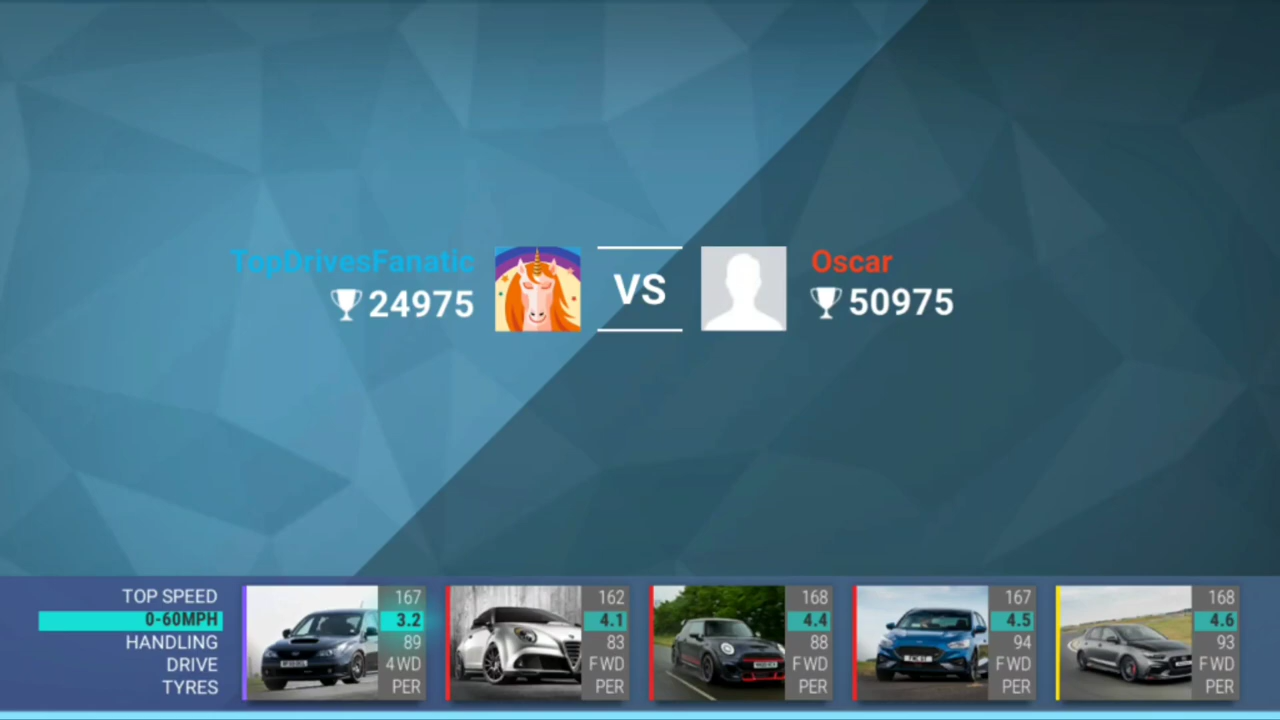 TopDrivesFanatic
24975
VS
Oscar
50975
TOP SPEED 167 162 168 167 168
0-60MPH 3.2 4.1 4.4 4.5 4.6
HANDLING 89 83 88 94 93
DRIVE 4WD FWD FWD FWD FWD
TYRES PER PER PER PER PER